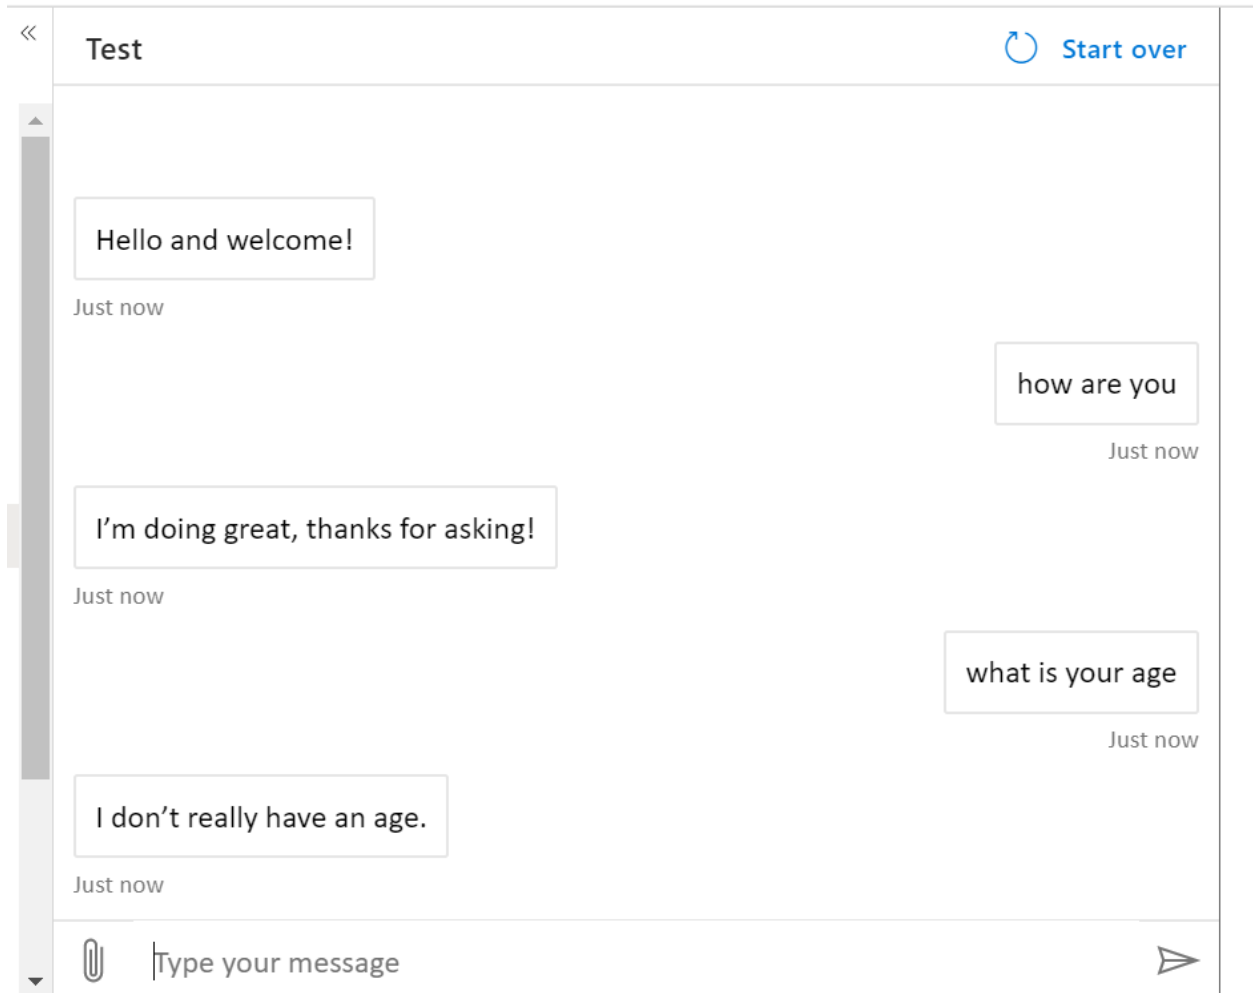 Test
Start over
Hello and welcome!
Just now
how are you
Just now
I’m doing great, thanks for asking!
Just now
what is your age
Just now
I don’t really have an age.
Just now
Type your message